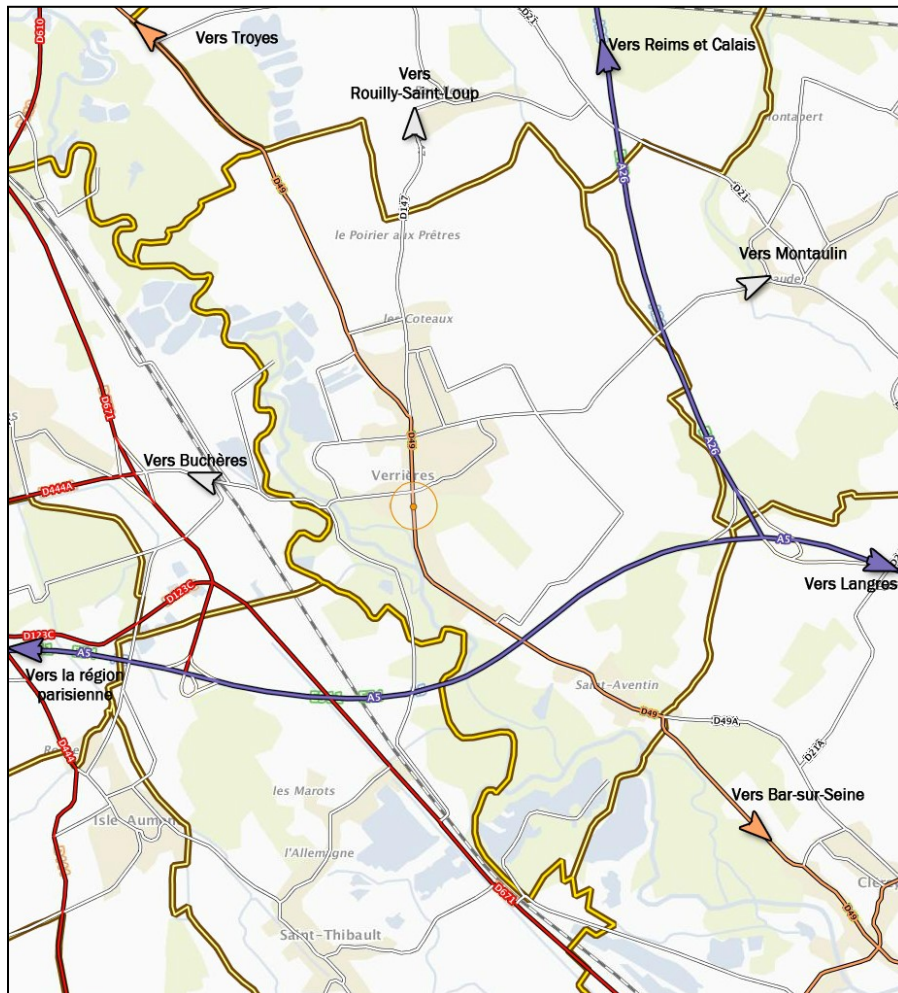 D610
Vers Troyes
Vers Reims et Calais
D21
Vers
Rouilly-Saint-Loup
D49
A26
D147
D21
le Poirier aux Prêtres
Vers Montaulin
les Coteaux
D671
D49
A26
Vers Buchères
Verrières
D444A
A5
D123C
Vers Langres
D123C
A5
Vers la région
parisienne
A5
Saint-Aventin
D49
D49A
D21A
D444
les Marots
Vers Bar-sur-Seine
l'Allemagne
D671
Saint-Thibault
D49